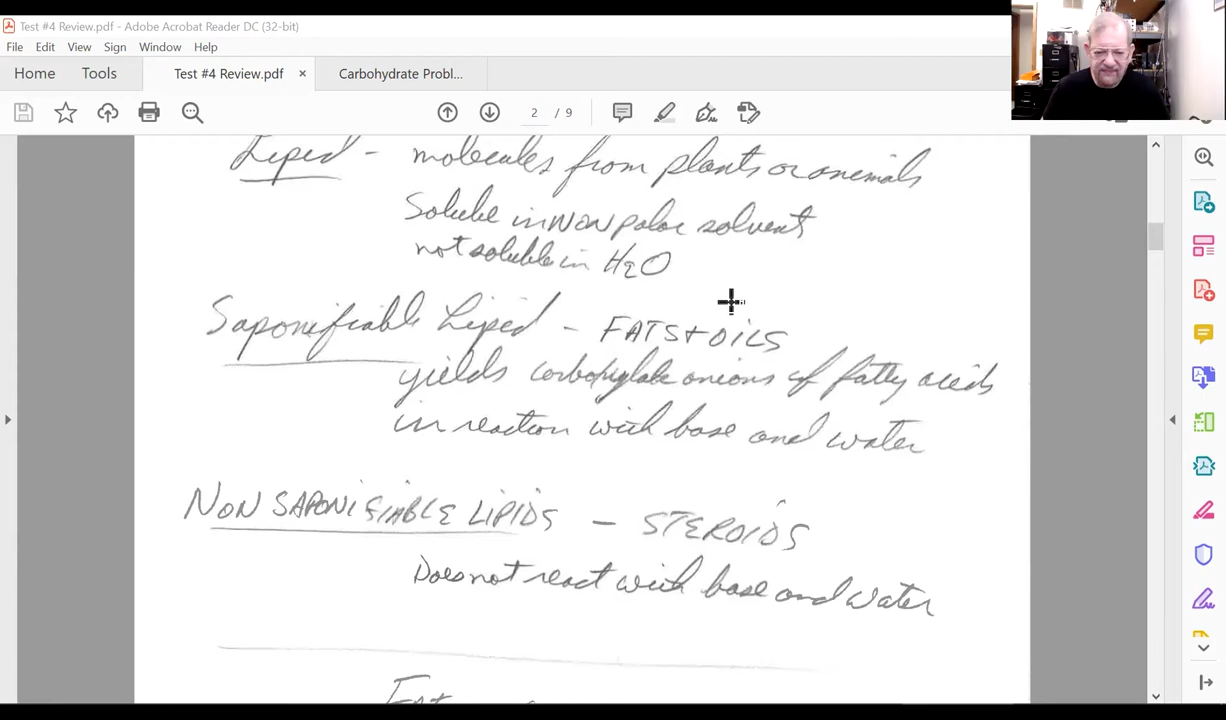 Test #4 Review.pdf - Adobe Acrobat Reader DC (32-bit)
File Edit View Sign Window Help
Home Tools Test #4 Review.pdf × Carbohydrate Probl...
2 / 9
Lipid - molecules from plants or animals
Soluble in NON polar solvent
not soluble in H2O
Saponifiable Lipid - FATS + OILS
yields carboxylate anions of fatty acids
in reaction with base and water
NON SAPONIFIABLE LIPIDS - STEROIDS
Does not react with base and water